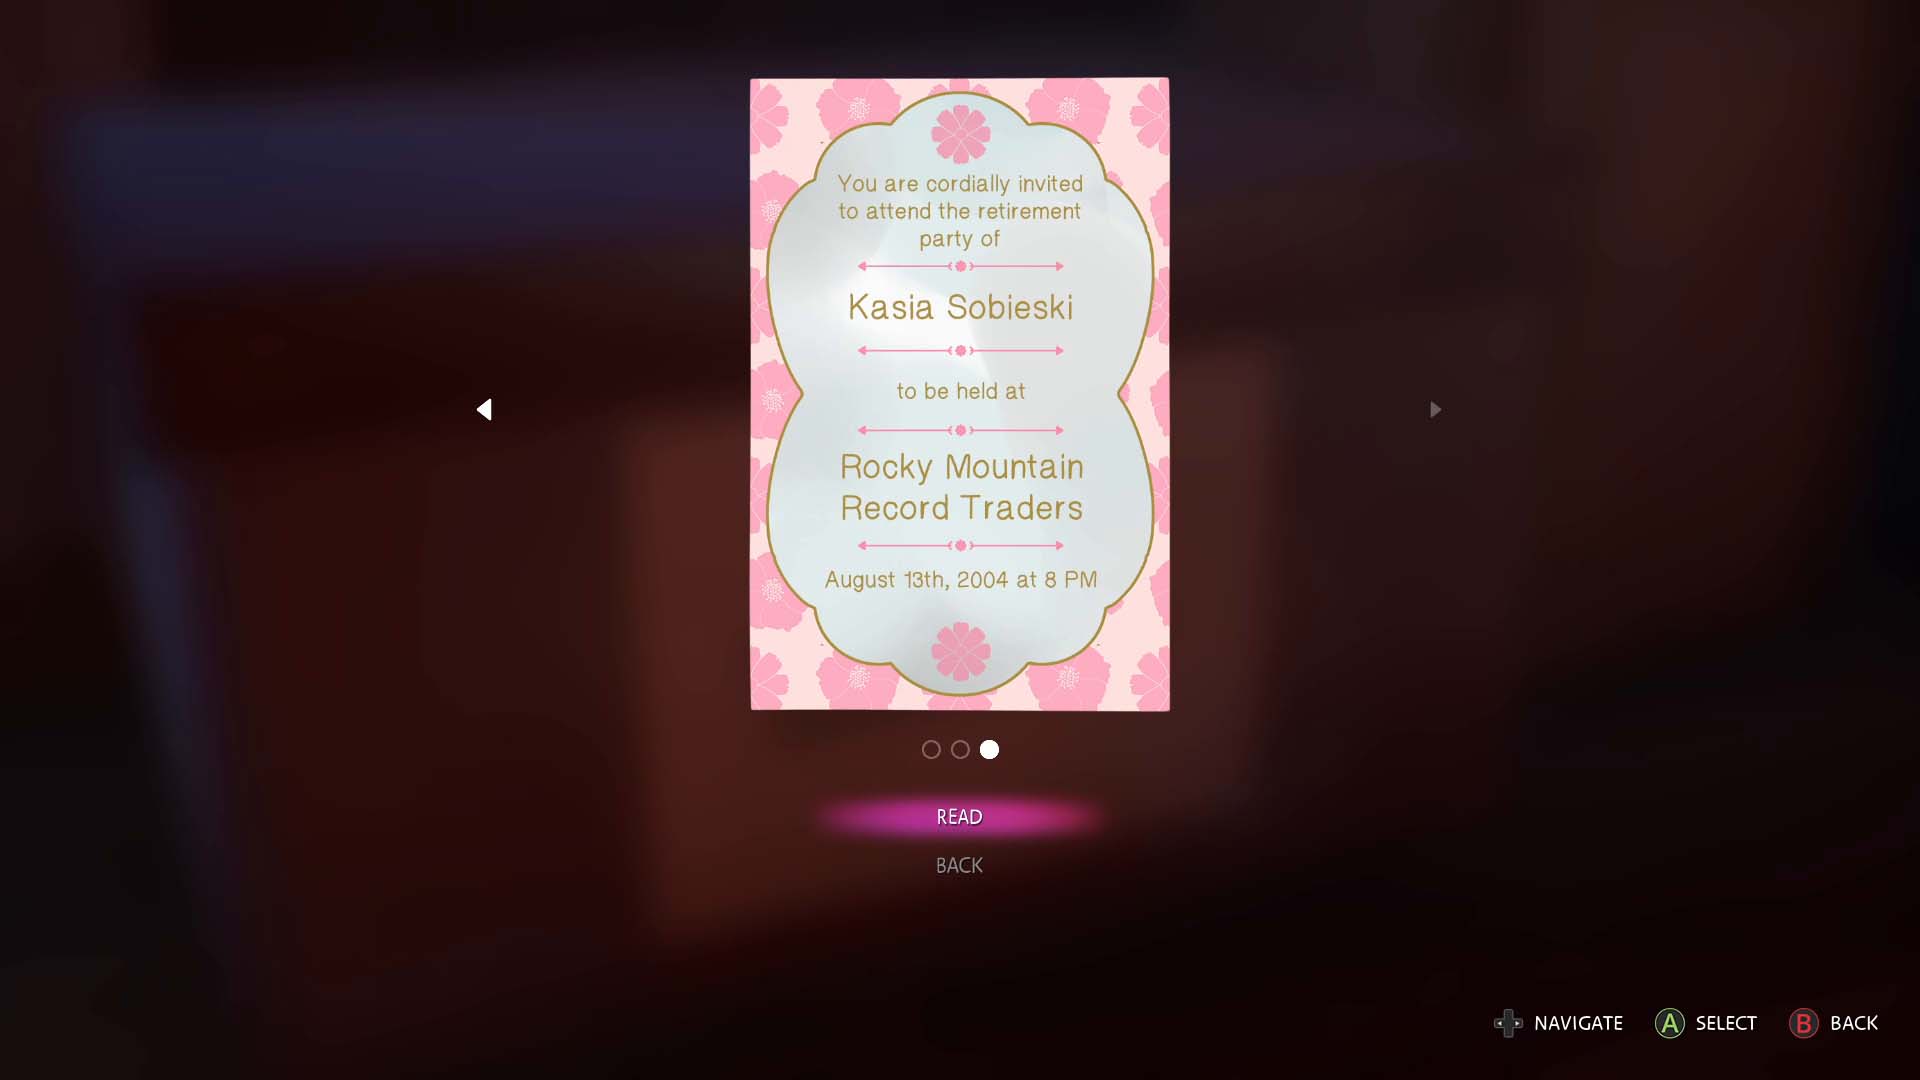 You are cordially invited
to attend the retirement
party of
Kasia Sobieski
to be held at
Rocky Mountain
Record Traders
August 13th, 2004 at 8 PM
READ
BACK
NAVIGATE A SELECT B BACK